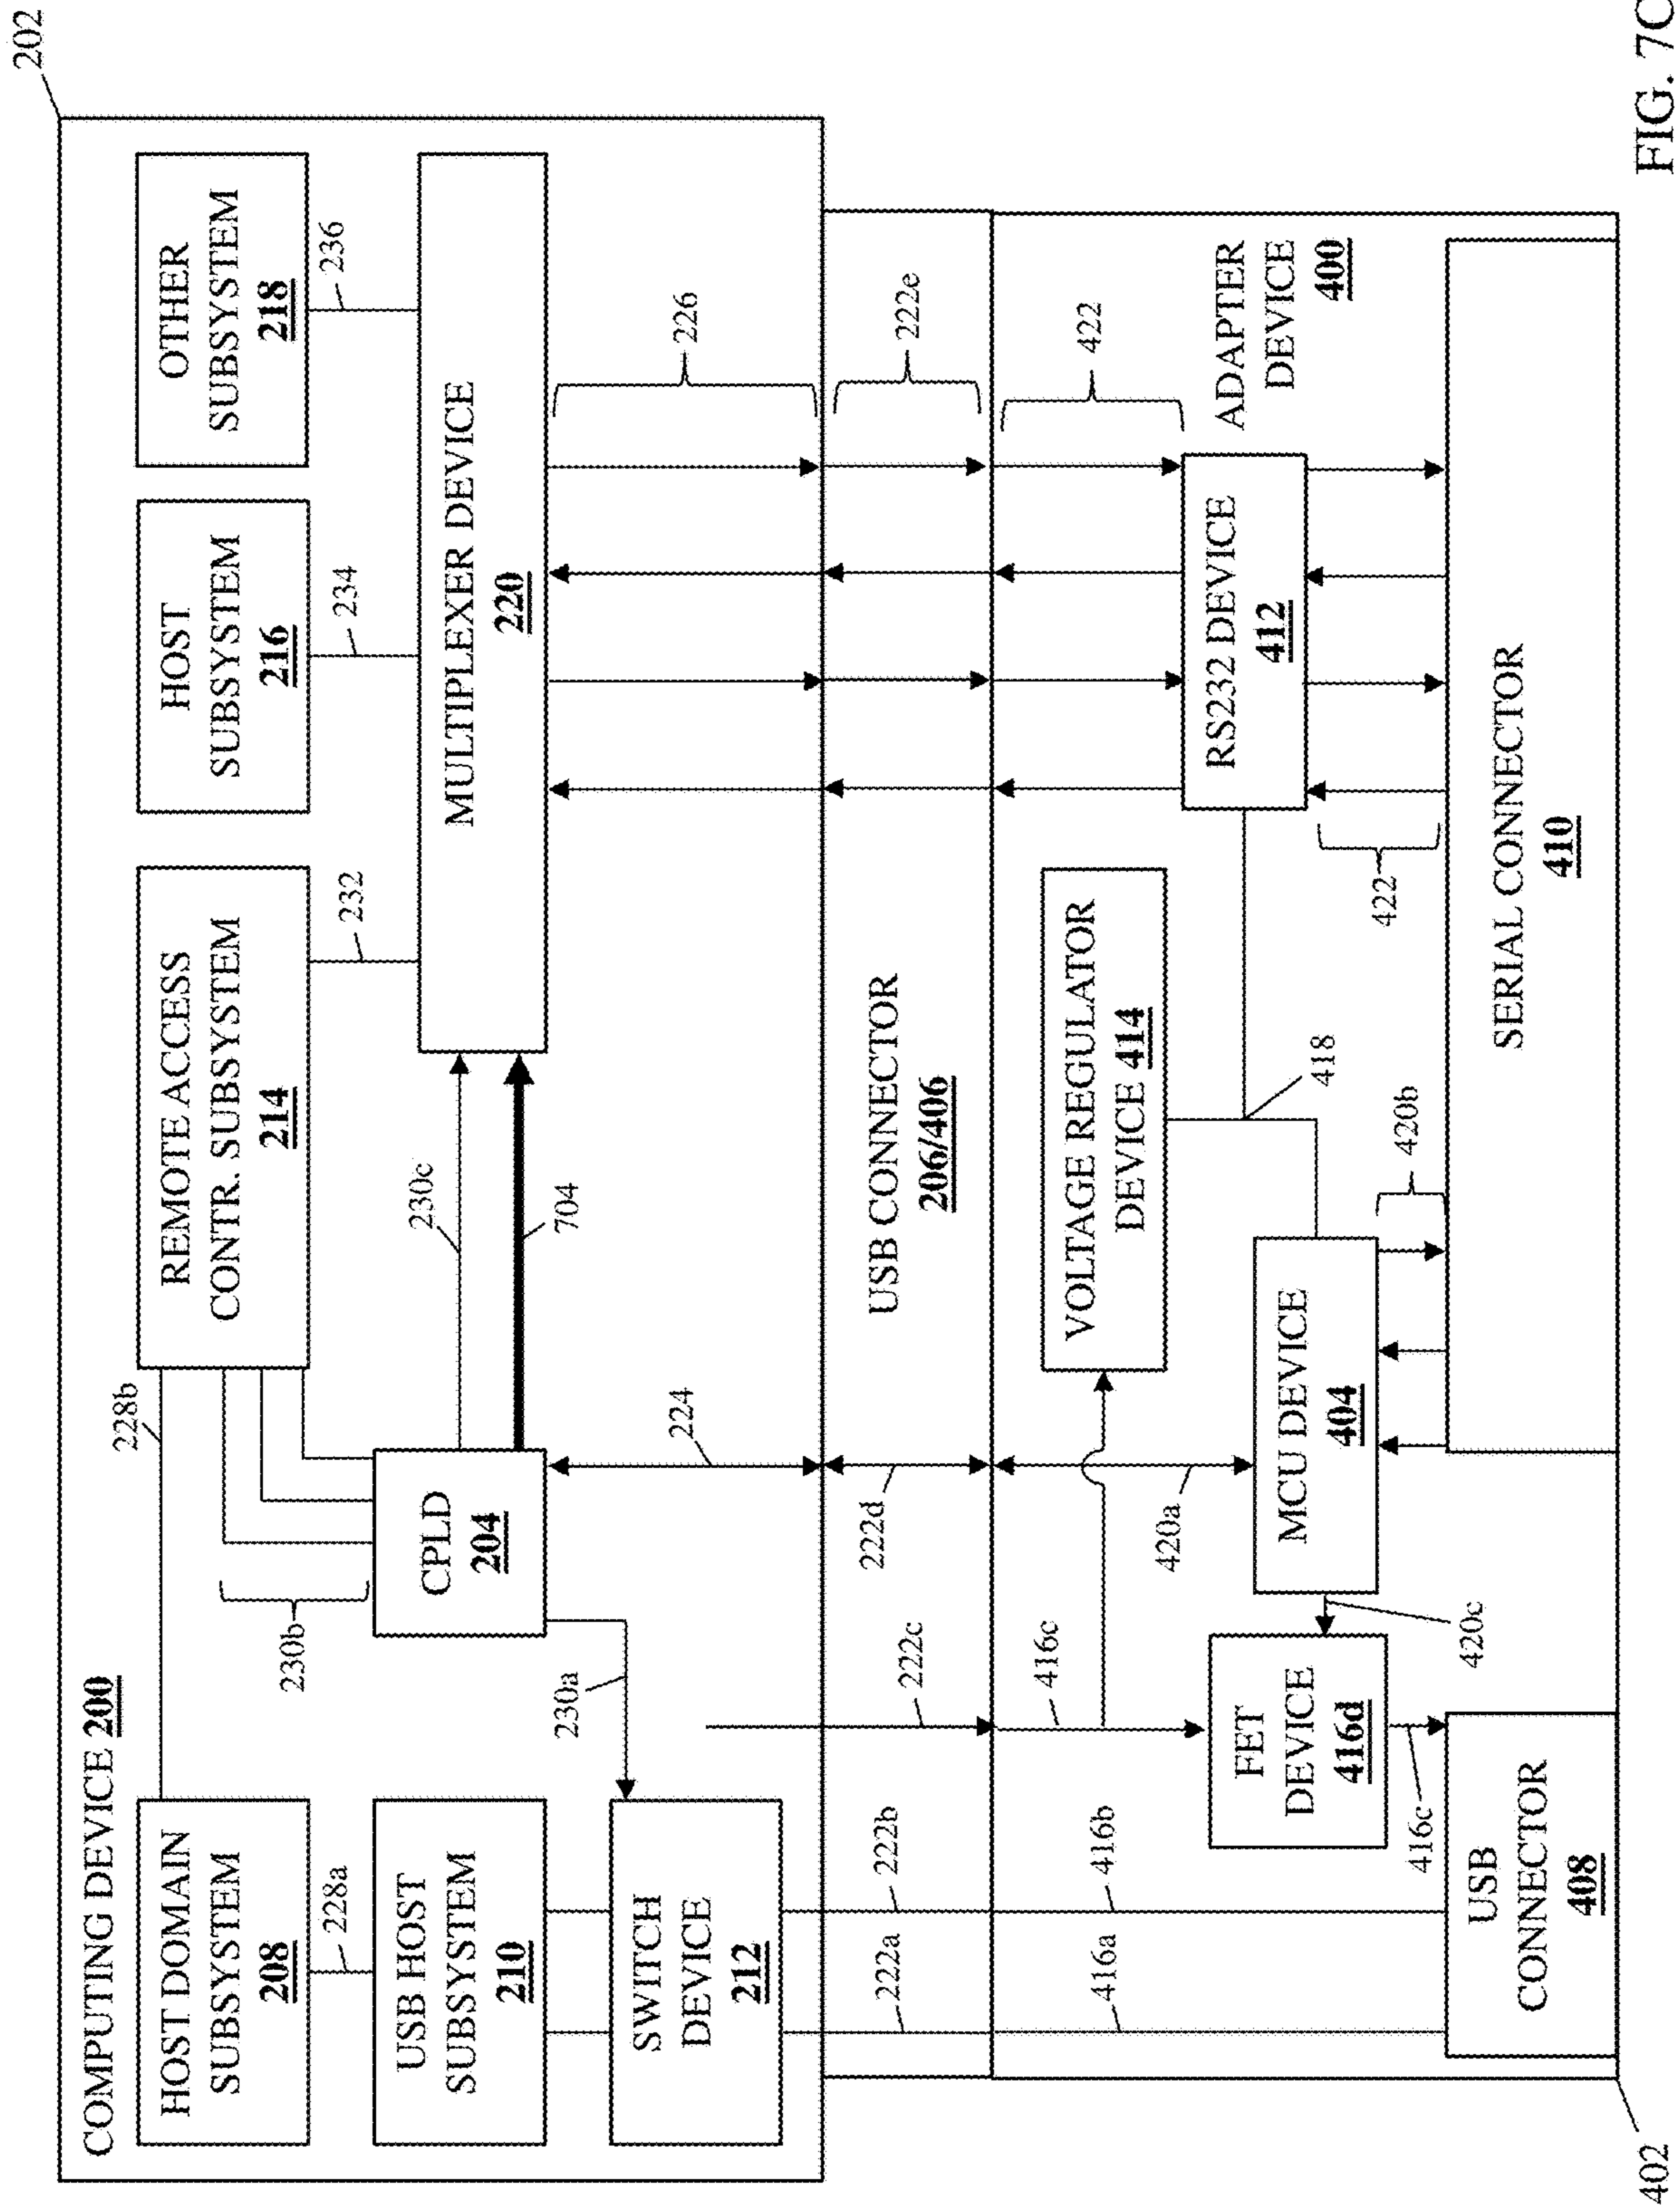 202
COMPUTING DEVICE 200
HOST DOMAIN
SUBSYSTEM
208
228b
REMOTE ACCESS
CONTR. SUBSYSTEM
214
HOST
SUBSYSTEM
216
OTHER
SUBSYSTEM
218
228a
230b
232
234
236
USB HOST
SUBSYSTEM
210
CPLD
204
230c
704
MULTIPLEXER DEVICE
220
230a
SWITCH
DEVICE
212
224
226
222a
222b
222c
222d
USB CONNECTOR
206/406
222e
416a
416b
416c
420a
VOLTAGE REGULATOR
DEVICE 414
422
ADAPTER
DEVICE
400
FET
DEVICE
416d
MCU DEVICE
404
418
RS232 DEVICE
412
416c
420c
420b
422
USB
CONNECTOR
408
SERIAL CONNECTOR
410
402
FIG. 7C